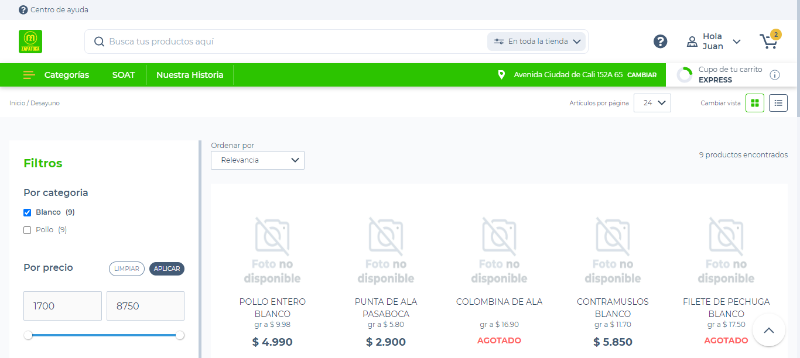 Centro de ayuda
Busca tus productos aquí
En toda la tienda
Hola
Juan
2
Categorías
SOAT
Nuestra Historia
Avenida Ciudad de Cali 152A 65 CAMBIAR
Cupo de tu carrito
EXPRESS
Inicio / Desayuno
Artículos por página
24
Cambiar vista
Filtros
Por categoria
Blanco (9)
Pollo (9)
Por precio
LIMPIAR
APLICAR
1700
8750
Ordenar por
Relevancia
9 productos encontrados
Foto no
disponible
POLLO ENTERO
BLANCO
gr a $ 9.98
$ 4.990
Foto no
disponible
PUNTA DE ALA
PASABOCA
gr a $ 5.80
$ 2.900
Foto no
disponible
COLOMBINA DE ALA
gr a $ 16.90
AGOTADO
Foto no
disponible
CONTRAMUSLOS
BLANCO
gr a $ 11.70
$ 5.850
Foto no
disponible
FILETE DE PECHUGA
BLANCO
gr a $ 17.50
AGOTADO